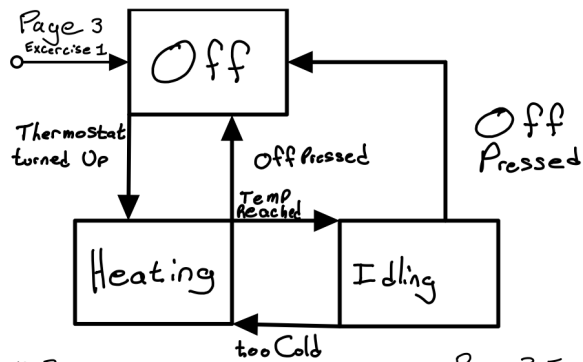 Page 3
Excercise 1
Off
Thermostat
turned Up
Off Pressed
Off
Pressed
Temp
Reached
Heating
Idling
too Cold